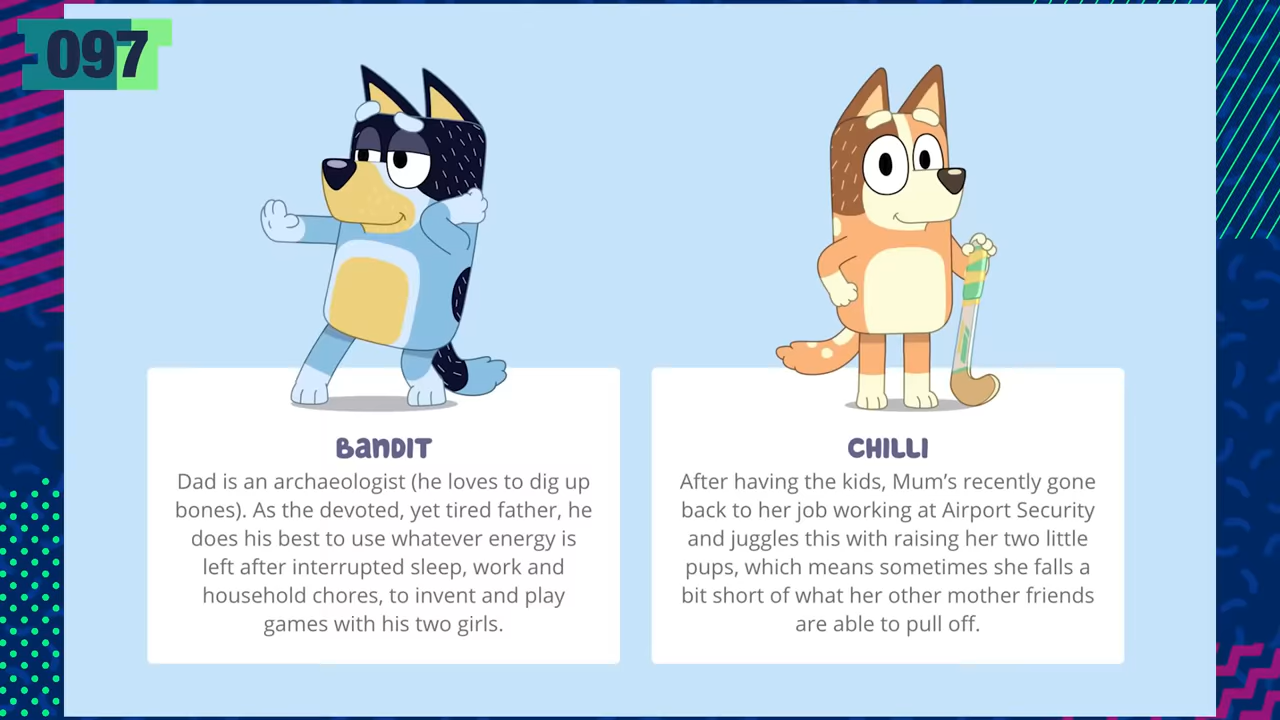 097
BANDIT
Dad is an archaeologist (he loves to dig up
bones). As the devoted, yet tired father, he
does his best to use whatever energy is
left after interrupted sleep, work and
household chores, to invent and play
games with his two girls.
CHILLI
After having the kids, Mum’s recently gone
back to her job working at Airport Security
and juggles this with raising her two little
pups, which means sometimes she falls a
bit short of what her other mother friends
are able to pull off.